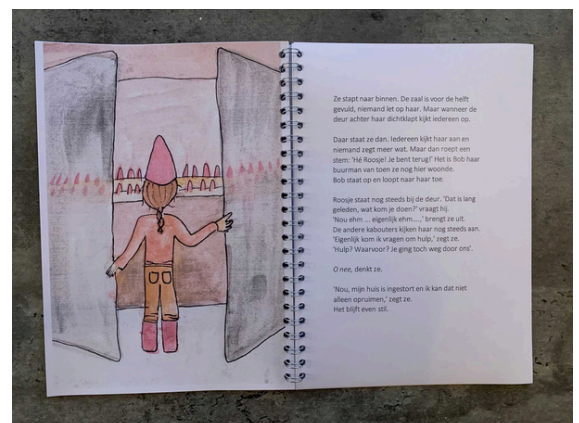 Ze stapt naar binnen. De zaal is voor de helft
gevuld, niemand let op haar. Maar wanneer de
deur achter haar dichtklapt kijkt iedereen op.
Daar staat ze dan. Iedereen kijkt haar aan en
niemand zegt meer wat. Maar dan roept een
stem: 'Hé Roosje! Je bent terug!' Het is Bob haar
buurman van toen ze nog hier woonde.
Bob staat op en loopt naar haar toe.
Roosje staat nog steeds bij de deur. 'Dat is lang
geleden, wat kom je doen?' vraagt hij.
'Nou ehm ... eigenlijk ehm....,' brengt ze uit.
De andere kabouters kijken haar nog steeds aan.
'Eigenlijk kom ik vragen om hulp,' zegt ze.
'Hulp? Waarvoor? Je ging toch weg door ons'.
O nee, denkt ze.
'Nou, mijn huis is ingestort en ik kan dat niet
alleen opruimen,' zegt ze.
Het blijft even stil.